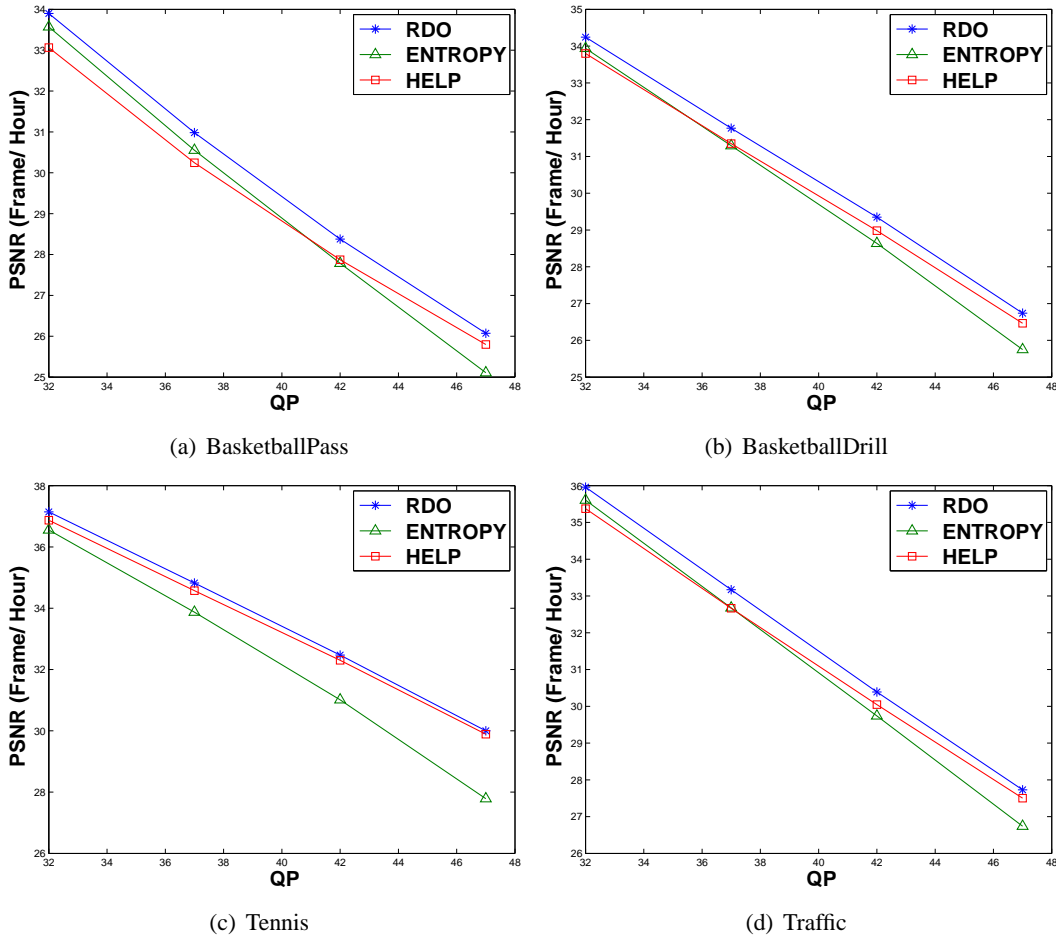 34
33
32
31
30
29
28
27
26
25
32 34 36 38 40 42 44 46 48
PSNR (Frame/ Hour)
QP
RDO
ENTROPY
HELP
(a) BasketballPass
35
34
33
32
31
30
29
28
27
26
25
32 34 36 38 40 42 44 46 48
PSNR (Frame/ Hour)
QP
RDO
ENTROPY
HELP
(b) BasketballDrill
38
36
34
32
30
28
26
32 34 36 38 40 42 44 46 48
PSNR (Frame/ Hour)
QP
RDO
ENTROPY
HELP
(c) Tennis
36
35
34
33
32
31
30
29
28
27
26
32 34 36 38 40 42 44 46 48
PSNR (Frame/ Hour)
QP
RDO
ENTROPY
HELP
(d) Traffic